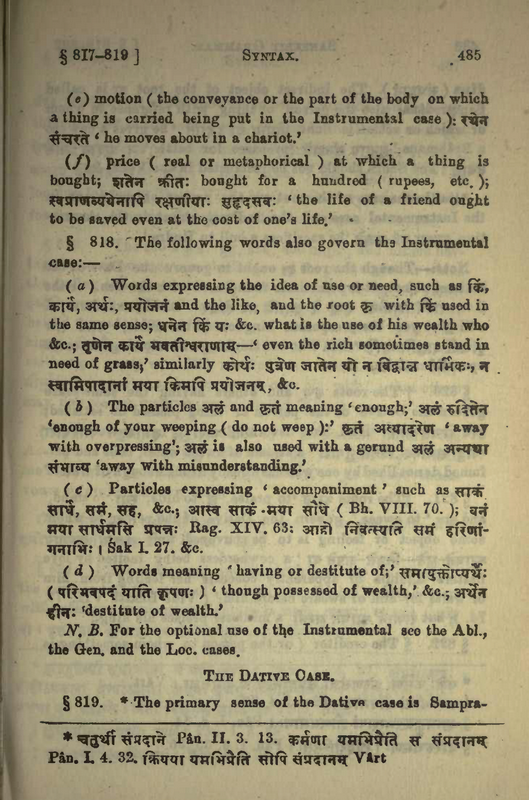 § 817–819 ] SYNTAX. 485
(e) motion ( the conveyance or the part of the body on which
a thing is carried being put in the Instrumental case ): रथेन
संचरते ‘ he moves about in a chariot.’
(f) price ( real or metaphorical ) at which a thing is
bought; शतेन क्रीतः bought for a hundred ( rupees, etc. );
स्वप्राणव्ययेनापि रक्षणीयाः सुहृदसवः ‘ the life of a friend ought
to be saved even at the cost of one’s life.’
§ 818. The following words also govern the Instrumental
case:—
( a ) Words expressing the idea of use or need, such as किं,
कार्यं, अर्थः, प्रयोजनं and the like, and the root कृ with किं used in
the same sense; धनेन किं यः &c. what is the use of his wealth who
&c.; तृणेन कार्यं भवतीश्वराणाम्—‘ even the rich sometimes stand in
need of grass;’ similarly कोर्थः पुत्रेण जातेन यो न विद्वान्न धार्मिकः, न
स्वामिपादानां मया किमपि प्रयोजनम्, &c.
( b ) The particles अलं and कृतं meaning ‘enough;’ अलं रुदितेन
‘enough of your weeping ( do not weep ):’ कृतं अत्यादरेण ‘ away
with overpressing’; अलं is also used with a gerund अलं अन्यथा
संभाव्य ‘away with misunderstanding.’
( c ) Particles expressing ‘ accompaniment ’ such as साकं
सार्धं, समं, सह, &c.; आस्व साकं मया सौधे ( Bh. VIII. 70. ); वनं
मया सार्धमसि प्रपन्नः Rag. XIV. 63: आहो निवत्स्यति समं हरिणां-
गनाभिः । Sak I. 27. &c.
( d ) Words meaning ‘ having or destitute of;’ समायुक्तोप्यर्थैः
( परिभवपदं याति कृपणः ) ‘ though possessed of wealth,’ &c.; अर्थेन
हीनः ‘destitute of wealth.’
N. B. For the optional use of the Instrumental see the Abl.,
the Gen. and the Loc. cases.
THE DATIVE CASE.
§ 819. * The primary sense of the Dative case is Sampra-
* चतुर्थी संप्रदाने Pân. II. 3. 13. कर्मणा यमभिप्रैति स संप्रदानम्
Pân. I. 4. 32. क्रियया यमभिप्रैति सोपि संप्रदानम् Vârt